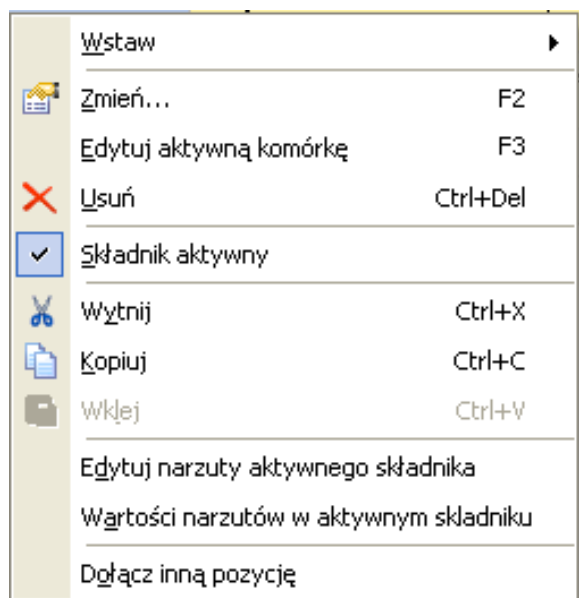 Wstaw
Zmień... F2
Edytuj aktywną komórkę F3
Usuń Ctrl+Del
Składnik aktywny
Wytnij Ctrl+X
Kopiuj Ctrl+C
Wklej Ctrl+V
Edytuj narzuty aktywnego składnika
Wartości narzutów w aktywnym skladniku
Dołącz inną pozycję